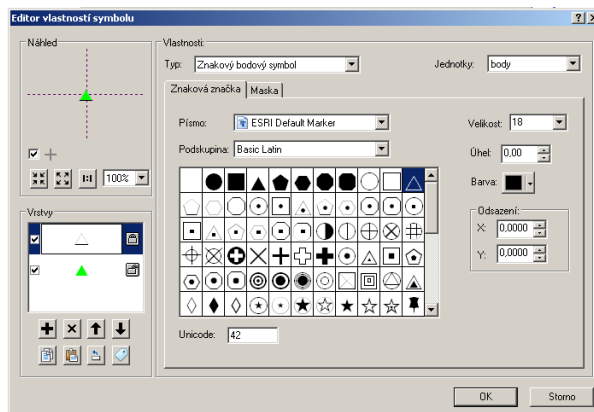 Editor vlastností symbolu
Náhled
100%
Vrstvy
Vlastnosti:
Typ: Znakový bodový symbol
Jednotky: body
Znaková značka Maska
Písmo: ESRI Default Marker
Velikost: 18
Podskupina: Basic Latin
Úhel: 0,00
Barva:
Odsazení:
X: 0,0000
Y: 0,0000
Unicode: 42
OK Storno